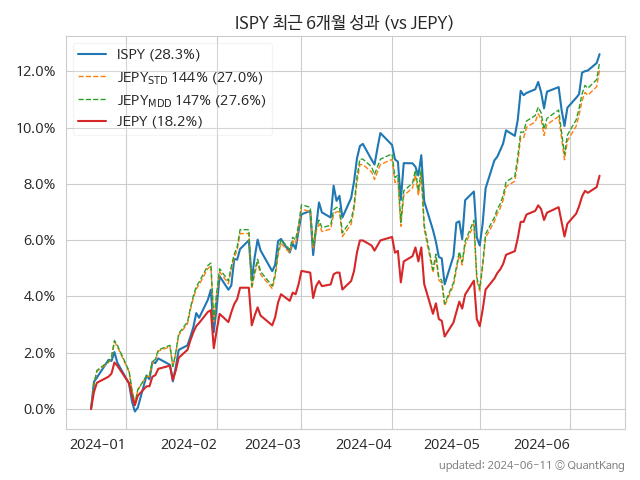 ISPY 최근 6개월 성과 (vs JEPY)
ISPY (28.3%)
JEPY_STD 144% (27.0%)
JEPY_MDD 147% (27.6%)
JEPY (18.2%)
12.0%
10.0%
8.0%
6.0%
4.0%
2.0%
0.0%
2024-01 2024-02 2024-03 2024-04 2024-05 2024-06
updated: 2024-06-11 © QuantKang